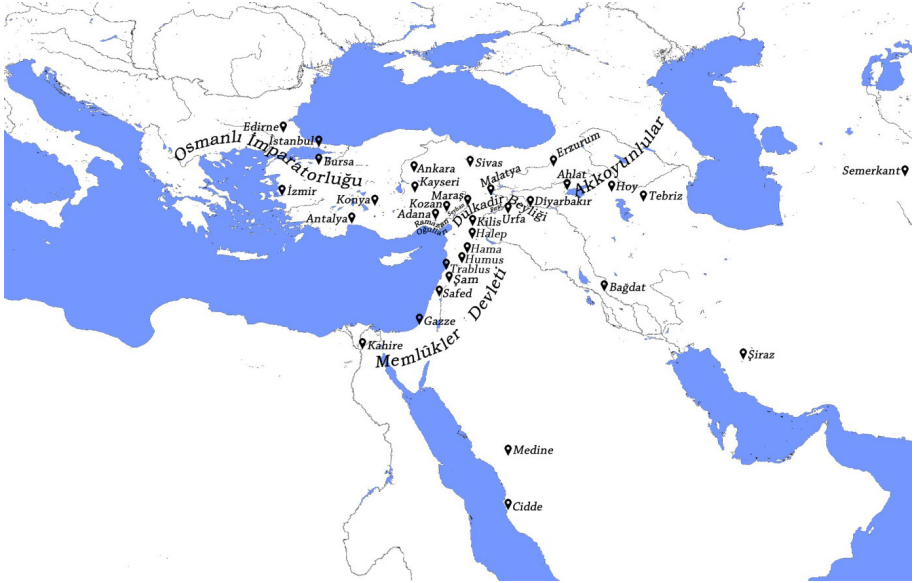 Edirne
İstanbul
Osmanlı İmparatorluğu
Bursa
Ankara
Sivas
Erzurum
Akkoyunlular
Semerkant
Kayseri
Malatya
Ahlat
Hoy
Tebriz
İzmir
Konya
Kozan
Maraş
Diyarbakır
Antalya
Adana
Ramazan
Oğulları
Dulkadir Beyliği
Urfa
Kilis
Halep
Hama
Humus
Trablus
Şam
Safed
Bağdat
Gazze
Kahire
Memlûkler Devleti
Şiraz
Medine
Cidde